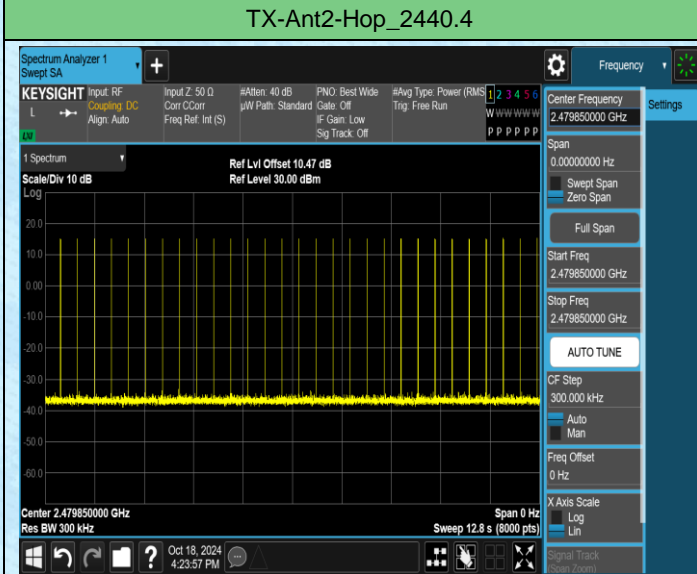 TX-Ant2-Hop_2440.4
Spectrum Analyzer 1
Swept SA
Frequency
KEYSIGHT
L
Input: RF
Coupling: DC
Align: Auto
Input Z: 50 Ω
Corr CCorr
Freq Ref: Int (S)
#Atten: 40 dB
µW Path: Standard
PNO: Best Wide
Gate: Off
IF Gain: Low
Sig Track: Off
#Avg Type: Power (RMS
Trig: Free Run
1 2 3 4 5 6
W W W W W W
P P P P P P
Center Frequency
2.479850000 GHz
Settings
Span
0.00000000 Hz
Swept Span
Zero Span
Full Span
Start Freq
2.479850000 GHz
Stop Freq
2.479850000 GHz
AUTO TUNE
CF Step
300.000 kHz
Auto
Man
Freq Offset
0 Hz
X Axis Scale
Log
Lin
Signal Track
(Span Zoom)
1 Spectrum
Scale/Div 10 dB
Ref Lvl Offset 10.47 dB
Ref Level 30.00 dBm
Log
20.0
10.0
0.00
-10.0
-20.0
-30.0
-40.0
-50.0
-60.0
Center 2.479850000 GHz
Span 0 Hz
Res BW 300 kHz
Sweep 12.8 s (8000 pts)
?
Oct 18, 2024
4:23:57 PM